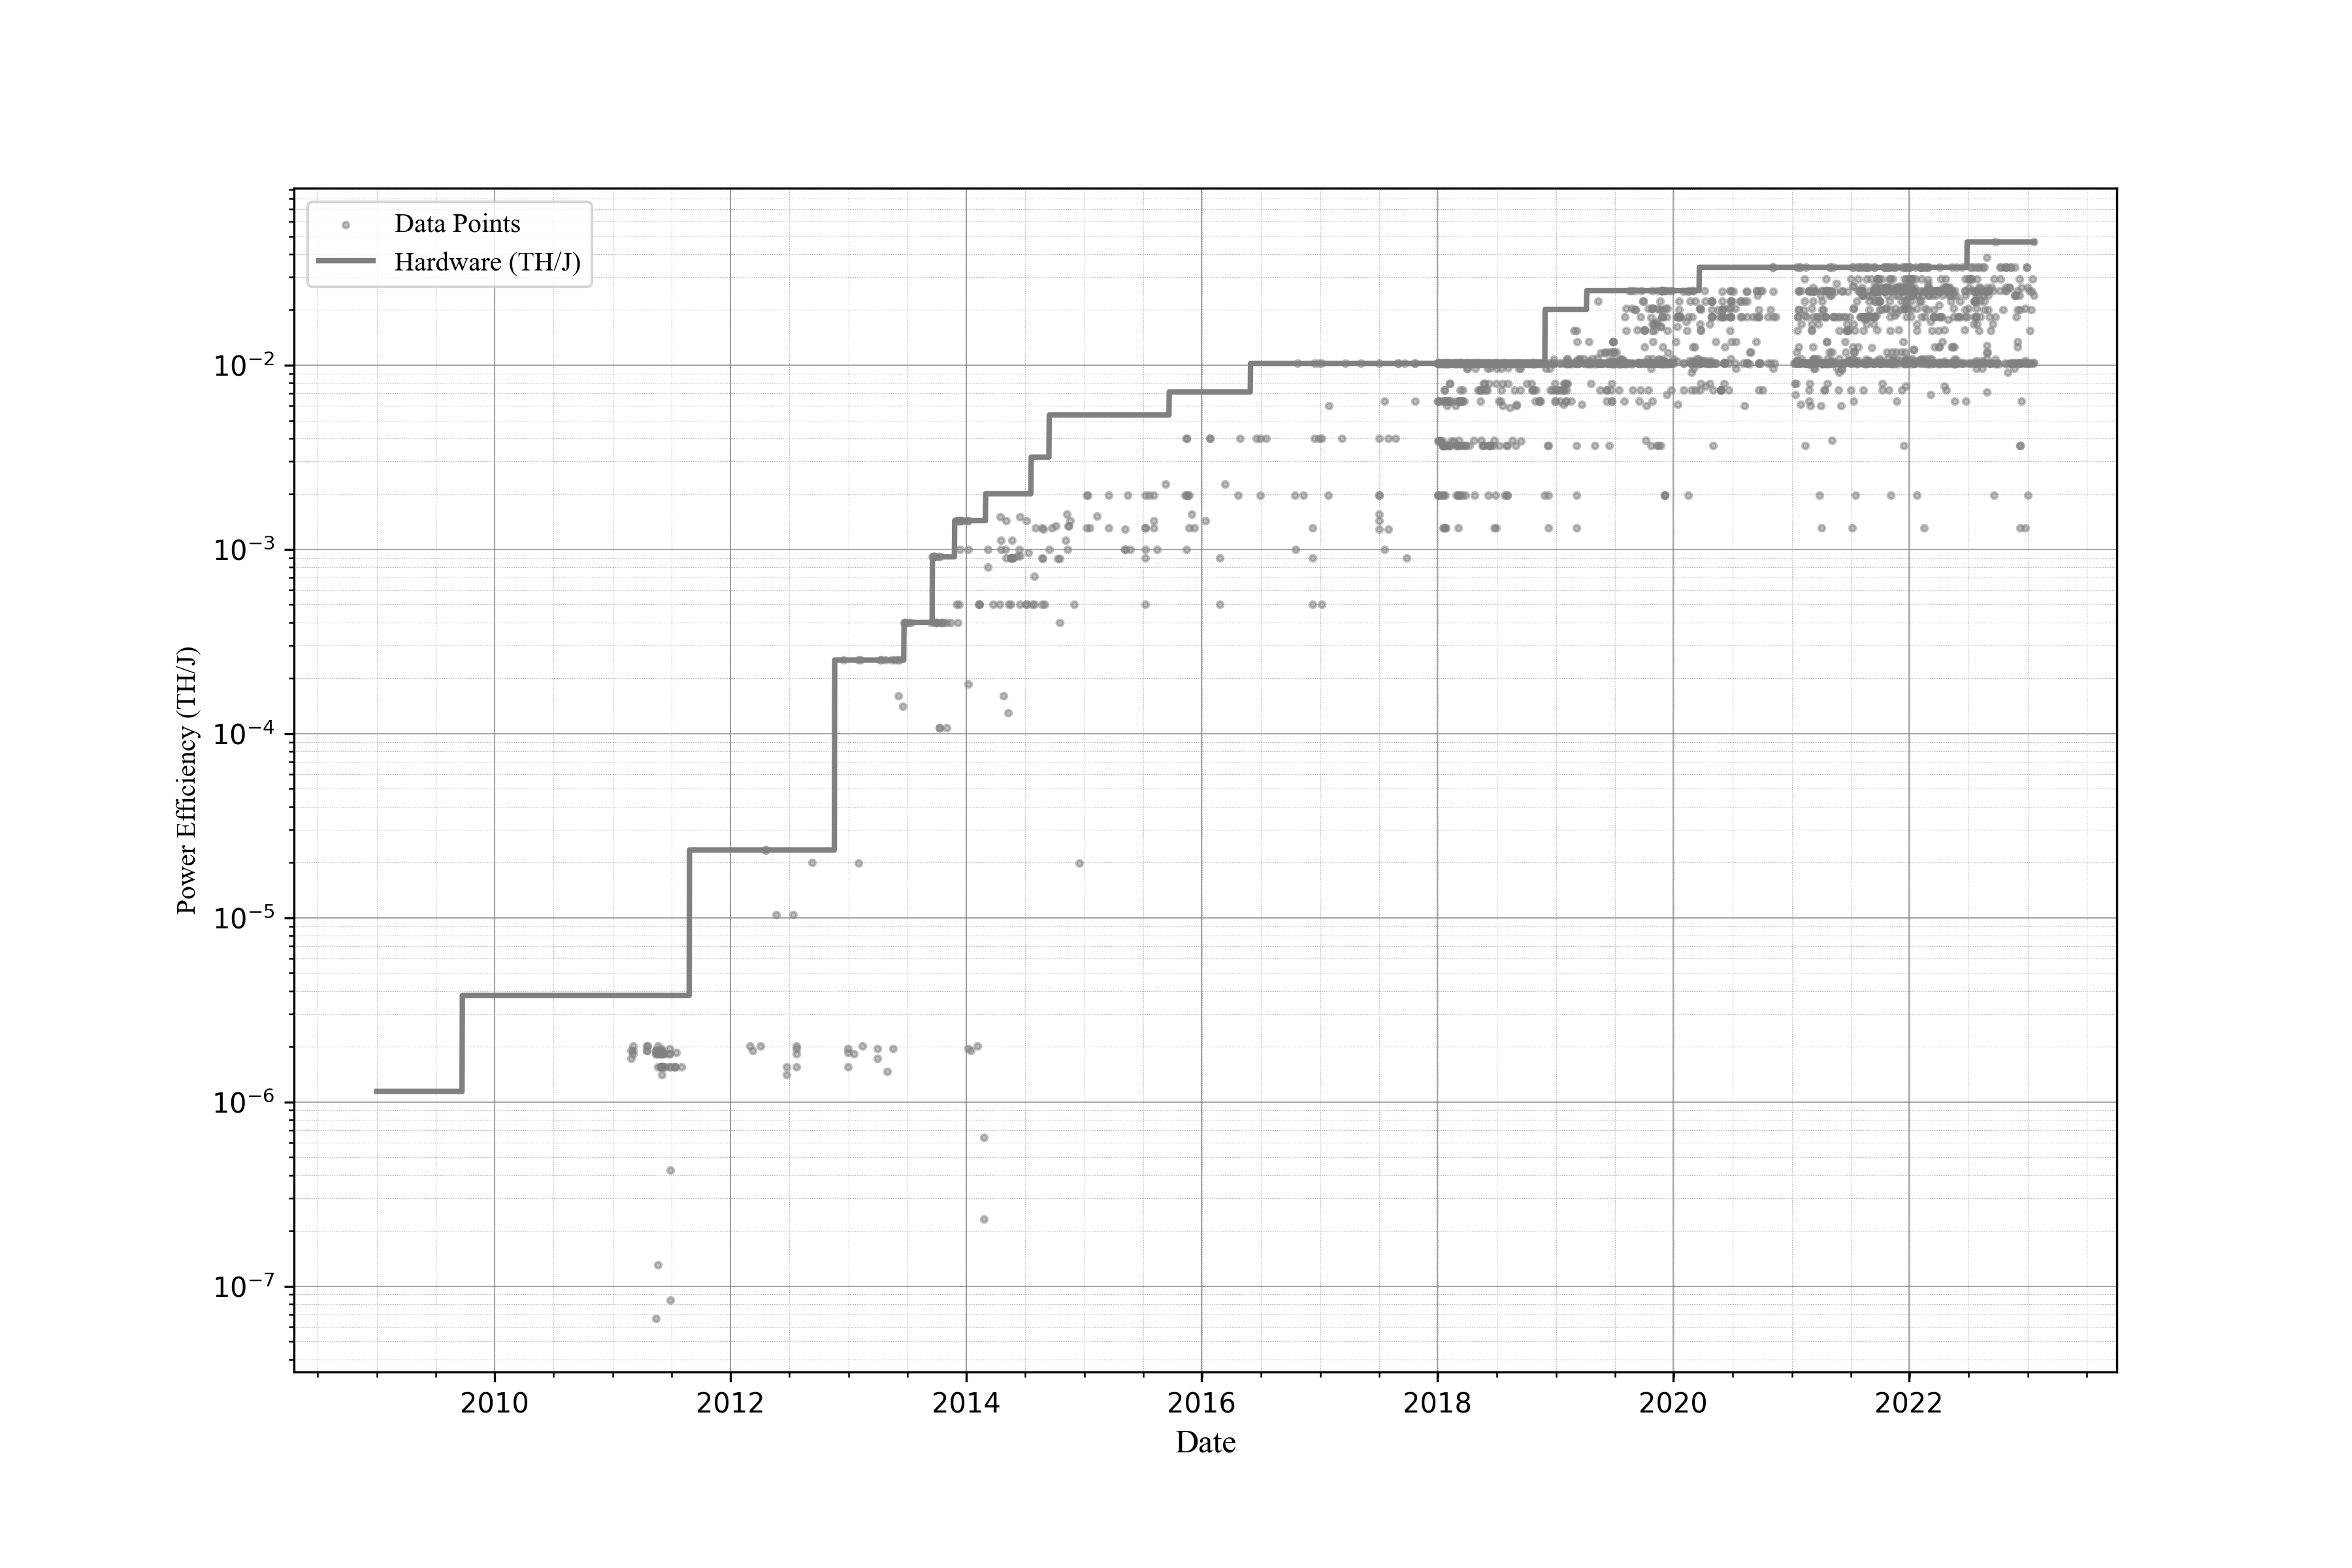 Data Points
Hardware (TH/J)
Power Efficiency (TH/J)
10⁻²
10⁻³
10⁻⁴
10⁻⁵
10⁻⁶
10⁻⁷
2010 2012 2014 2016 2018 2020 2022
Date